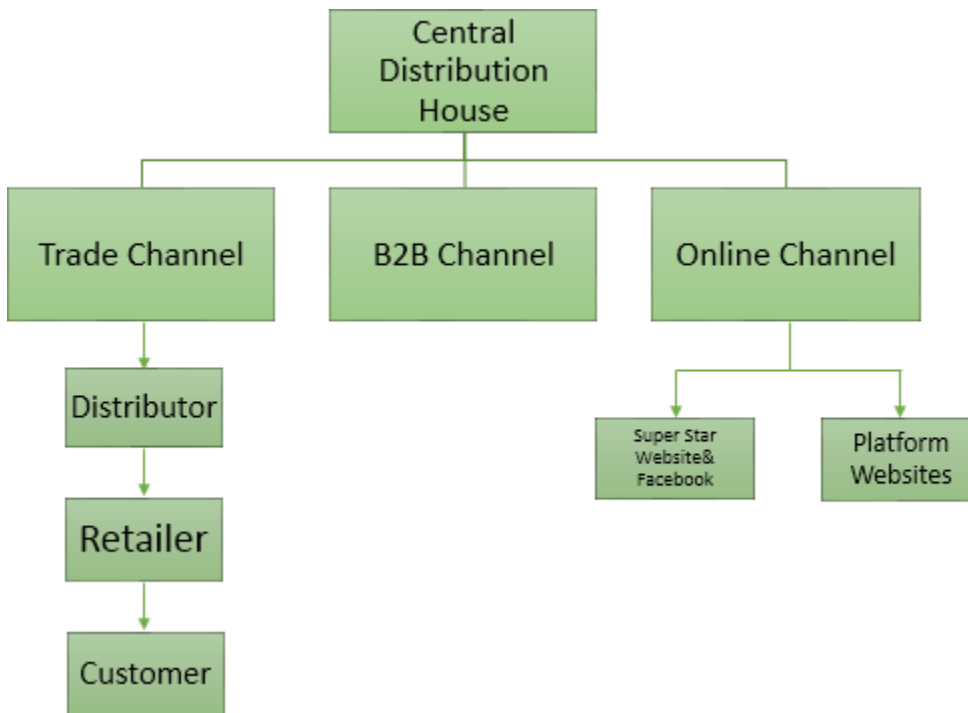 Central
Distribution
House
Trade Channel
B2B Channel
Online Channel
Distributor
Super Star
Website&
Facebook
Platform
Websites
Retailer
Customer